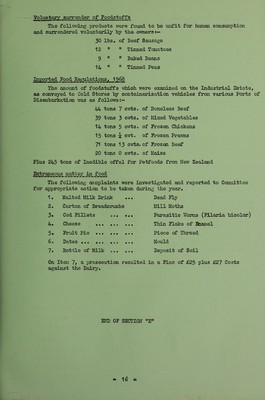 Voluntary surrender of Foodstuffs
The following products were found to be unfit for human consumption
and surrendered voluntarily by the owners:-
30 lbs. of Beef Sausage
12 " " Tinned Tomatoes
9 " " Baked Beans
14 " " Tinned Peas
Imported Food Regulations, 1968
The amount of foodstuffs which were examined on the Industrial Estate,
as conveyed to Cold Stores by containerisation vehicles from various Ports of
Disembarkation was as follows:-
44 tons 7 cwts. of Boneless Beef
39 tons 3 cwts. of Mixed Vegetables
14 tons 5 cwts. of Frozen Chickens
15 tons ½ cwt. of Frozen Prawns
71 tons 13 cwts. of Frozen Beef
20 tons 0 cwts. of Maize
Plus 243 tons of Inedible offal for Petfoods from New Zealand
Extraneous matter in food
The following complaints were investigated and reported to Committee
for appropriate action to be taken during the year.
1. Malted Milk Drink ... Dead Fly
2. Carton of Breadcrumbs Mill Moths
3. Cod Fillets ... ... Parasitic Worms (Filaria bicolor)
4. Cheese ... ... ... Thin Flake of Enamel
5. Fruit Pie ... ... ... Piece of Thread
6. Dates ... ... ... ... Mould
7. Bottle of Milk ... ... Deposit of Soil
On Item 7, a prosecution resulted in a Fine of £25 plus £27 Costs
against the Dairy.
END OF SECTION "E"
- 16 -